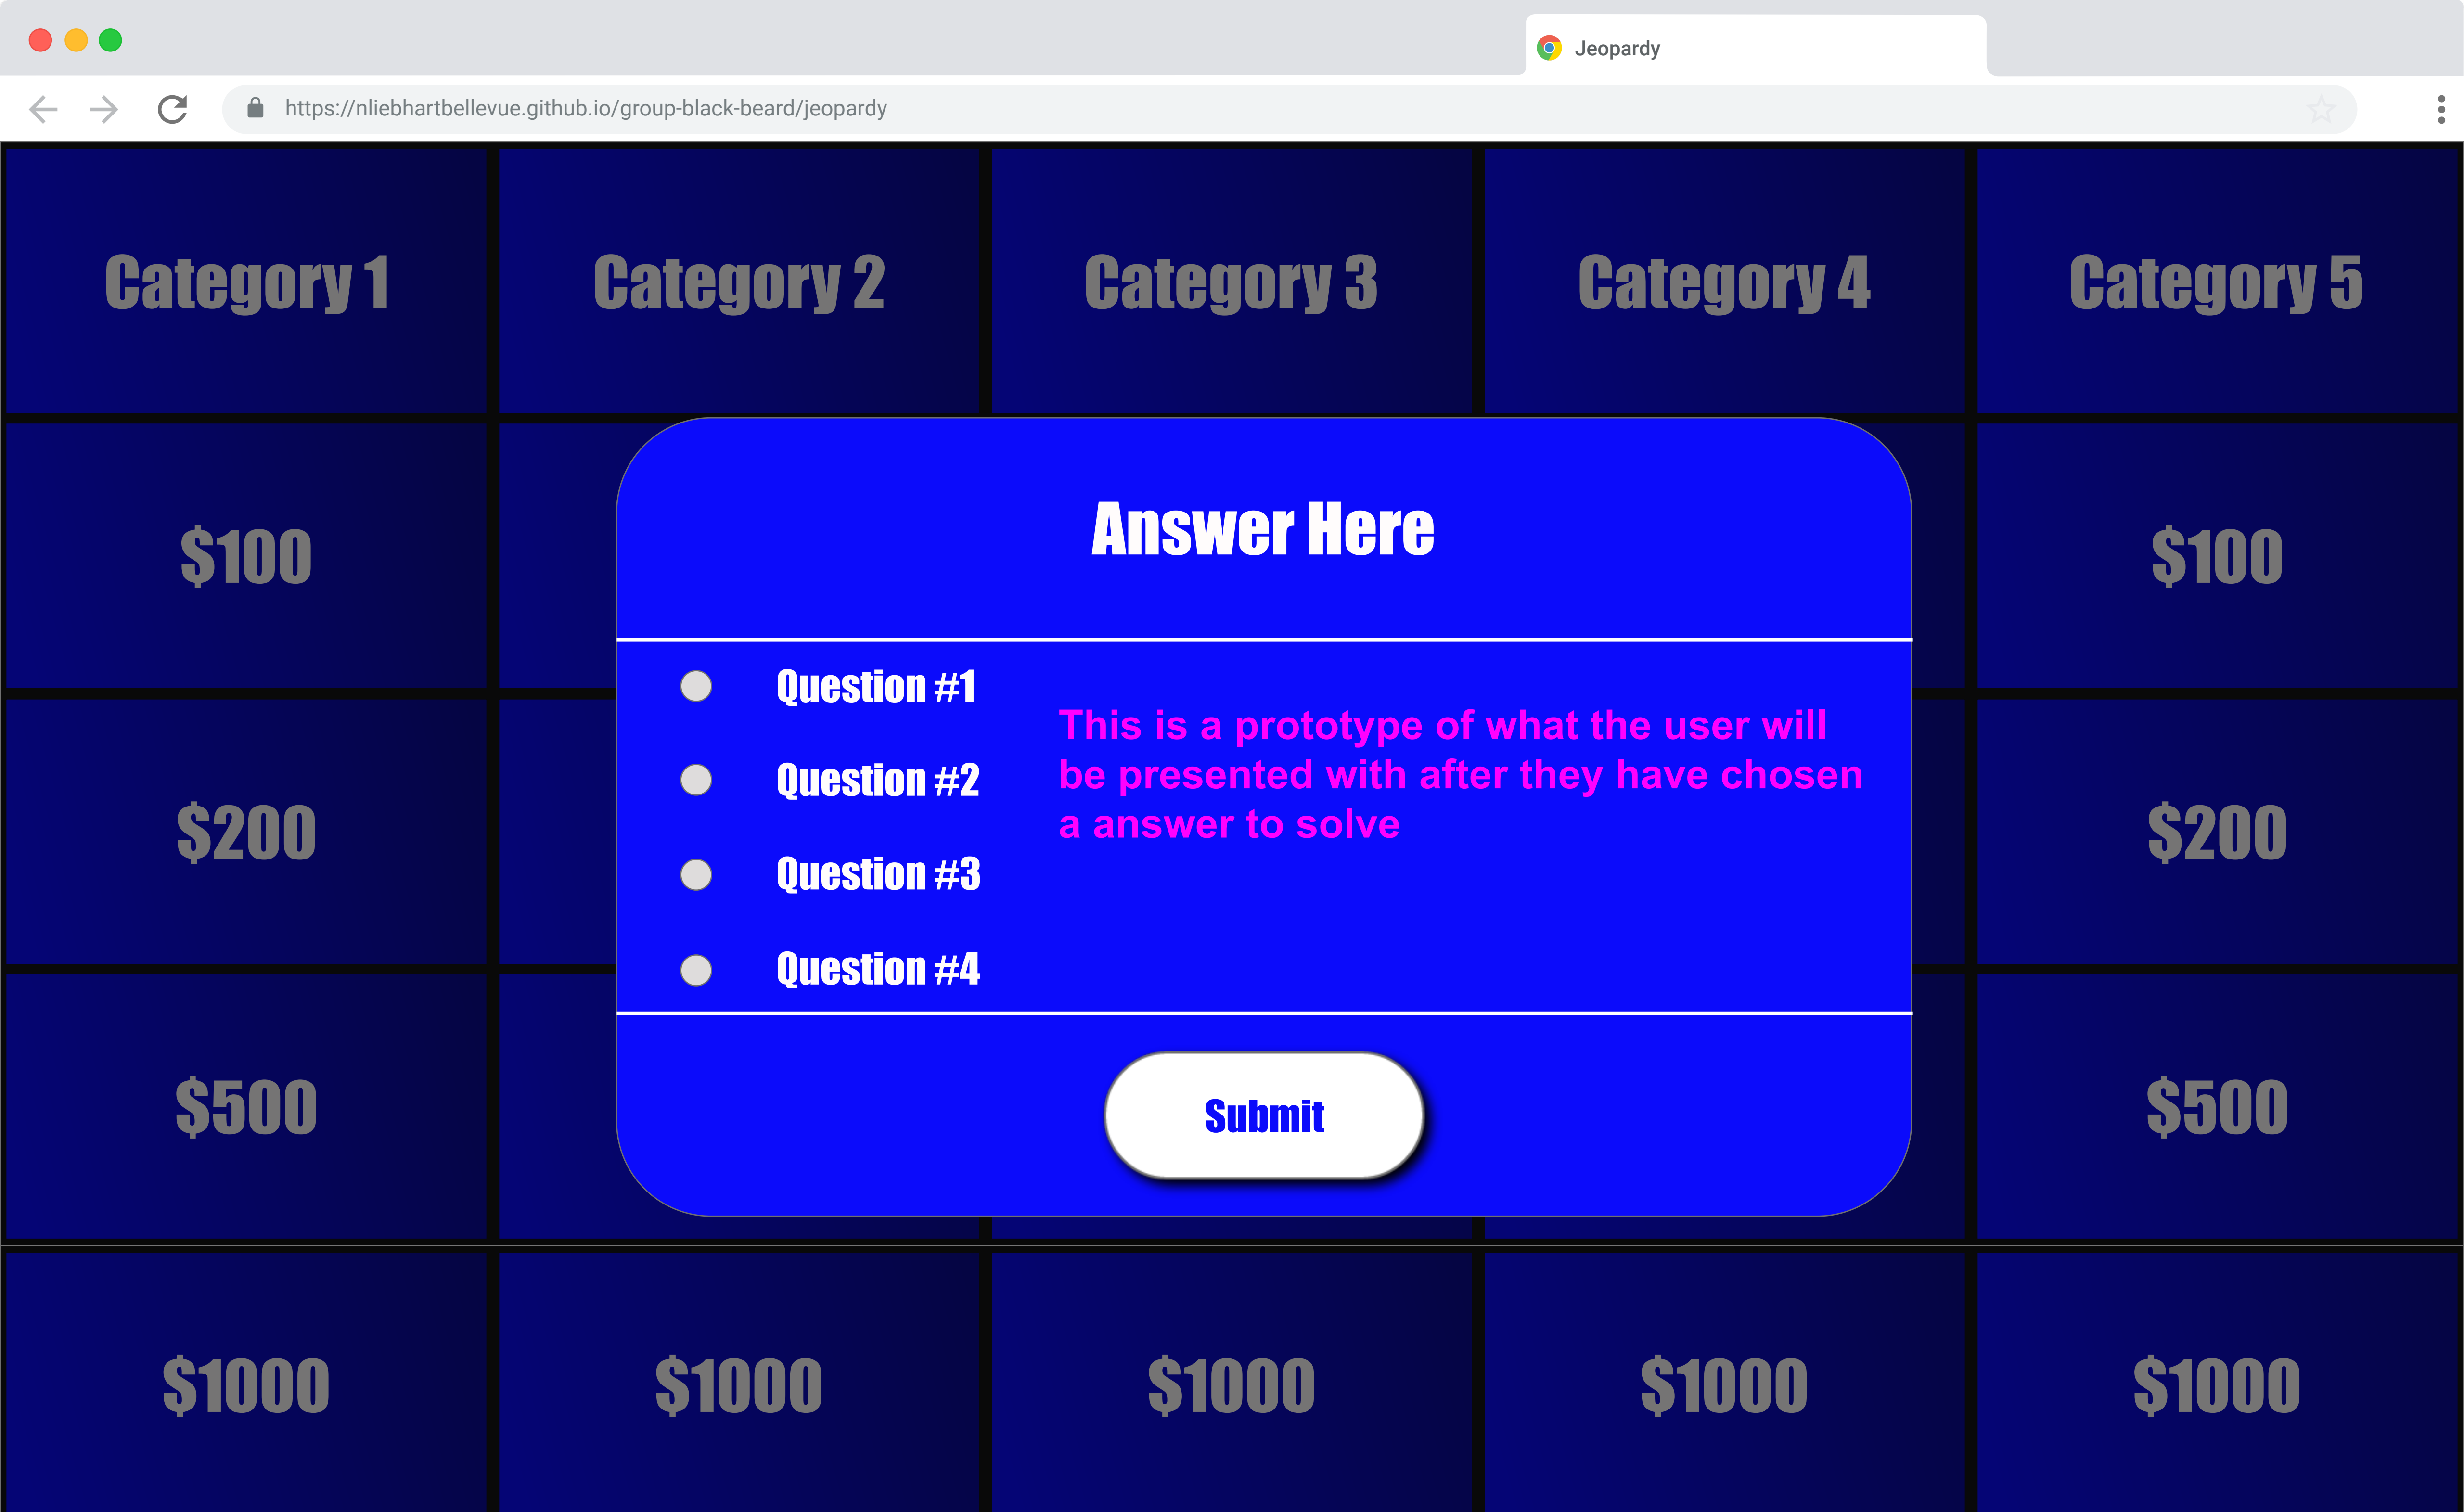 Jeopardy
https://nliebhartbellevue.github.io/group-black-beard/jeopardy
Category 1 Category 2 Category 3 Category 4 Category 5
Answer Here
$100 $100
Question #1
This is a prototype of what the user will
be presented with after they have chosen
a answer to solve
Question #2
$200 $200
Question #3
Question #4
$500 $500
Submit
$1000 $1000 $1000 $1000 $1000